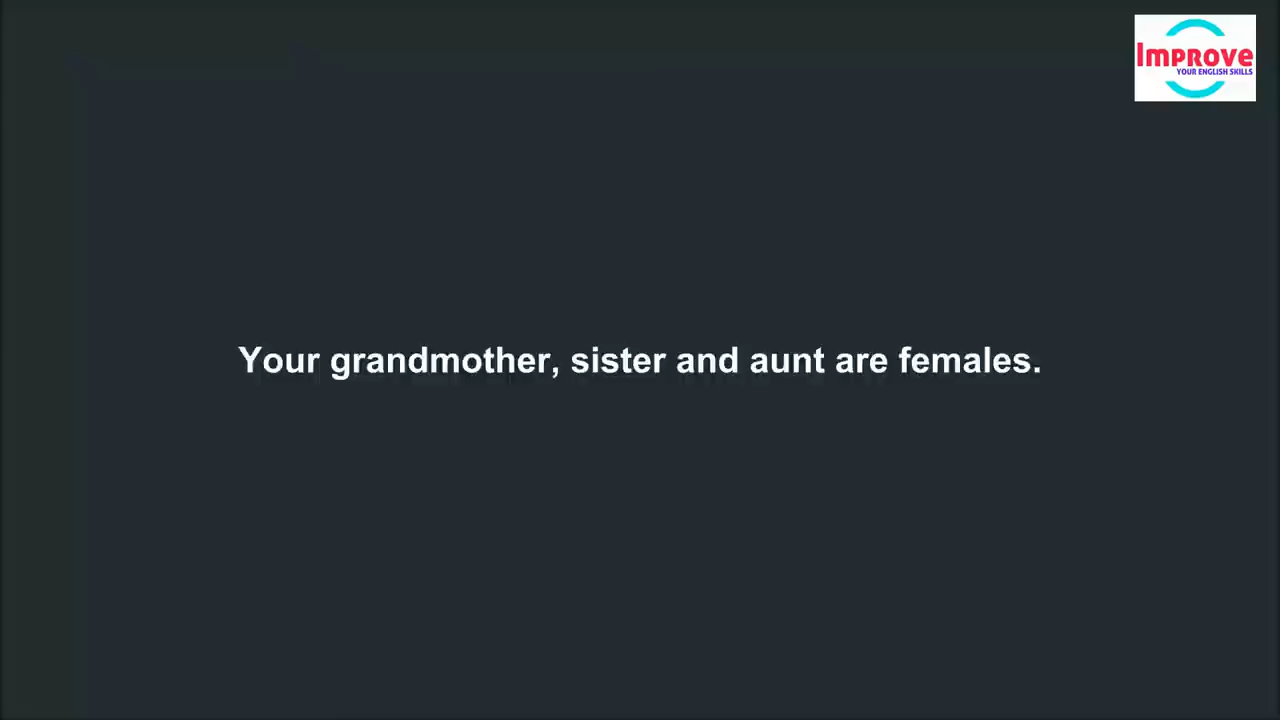 Improve
YOUR ENGLISH SKILLS
Your grandmother, sister and aunt are females.